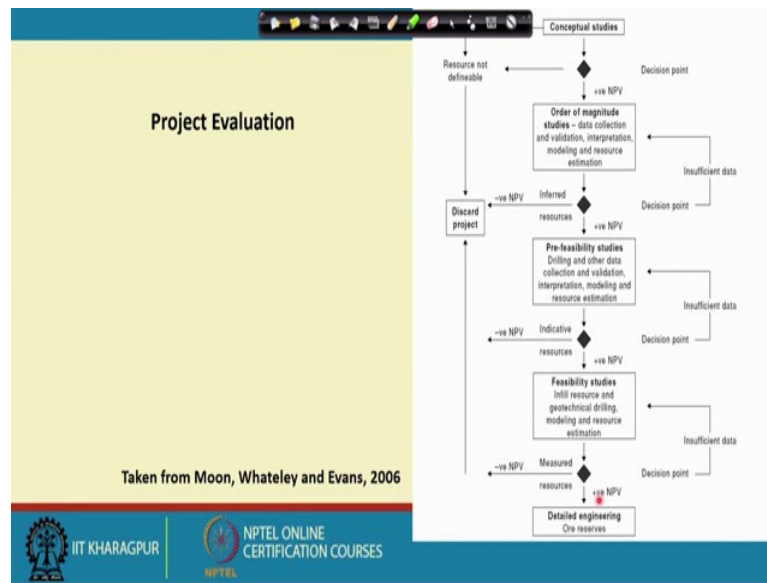 Project Evaluation
Taken from Moon, Whateley and Evans, 2006
IIT KHARAGPUR
NPTEL
NPTEL ONLINE
CERTIFICATION COURSES
Conceptual studies
Resource not
defineable
Decision point
+ve NPV
Order of magnitude
studies – data collection
and validation, interpretation,
modeling and resource
estimation
Insufficient data
–ve NPV
Inferred
resources
Decision point
Discard
project
+ve NPV
Pre-feasibility studies
Drilling and other data
collection and validation,
interpretation, modeling and
resource estimation
Insufficient data
–ve NPV
Indicative
resources
Decision point
+ve NPV
Feasibility studies
Infill resource and
geotechnical drilling,
modeling and resource
estimation
Insufficient data
–ve NPV
Measured
resources
Decision point
+ve NPV
Detailed engineering
Ore reserves